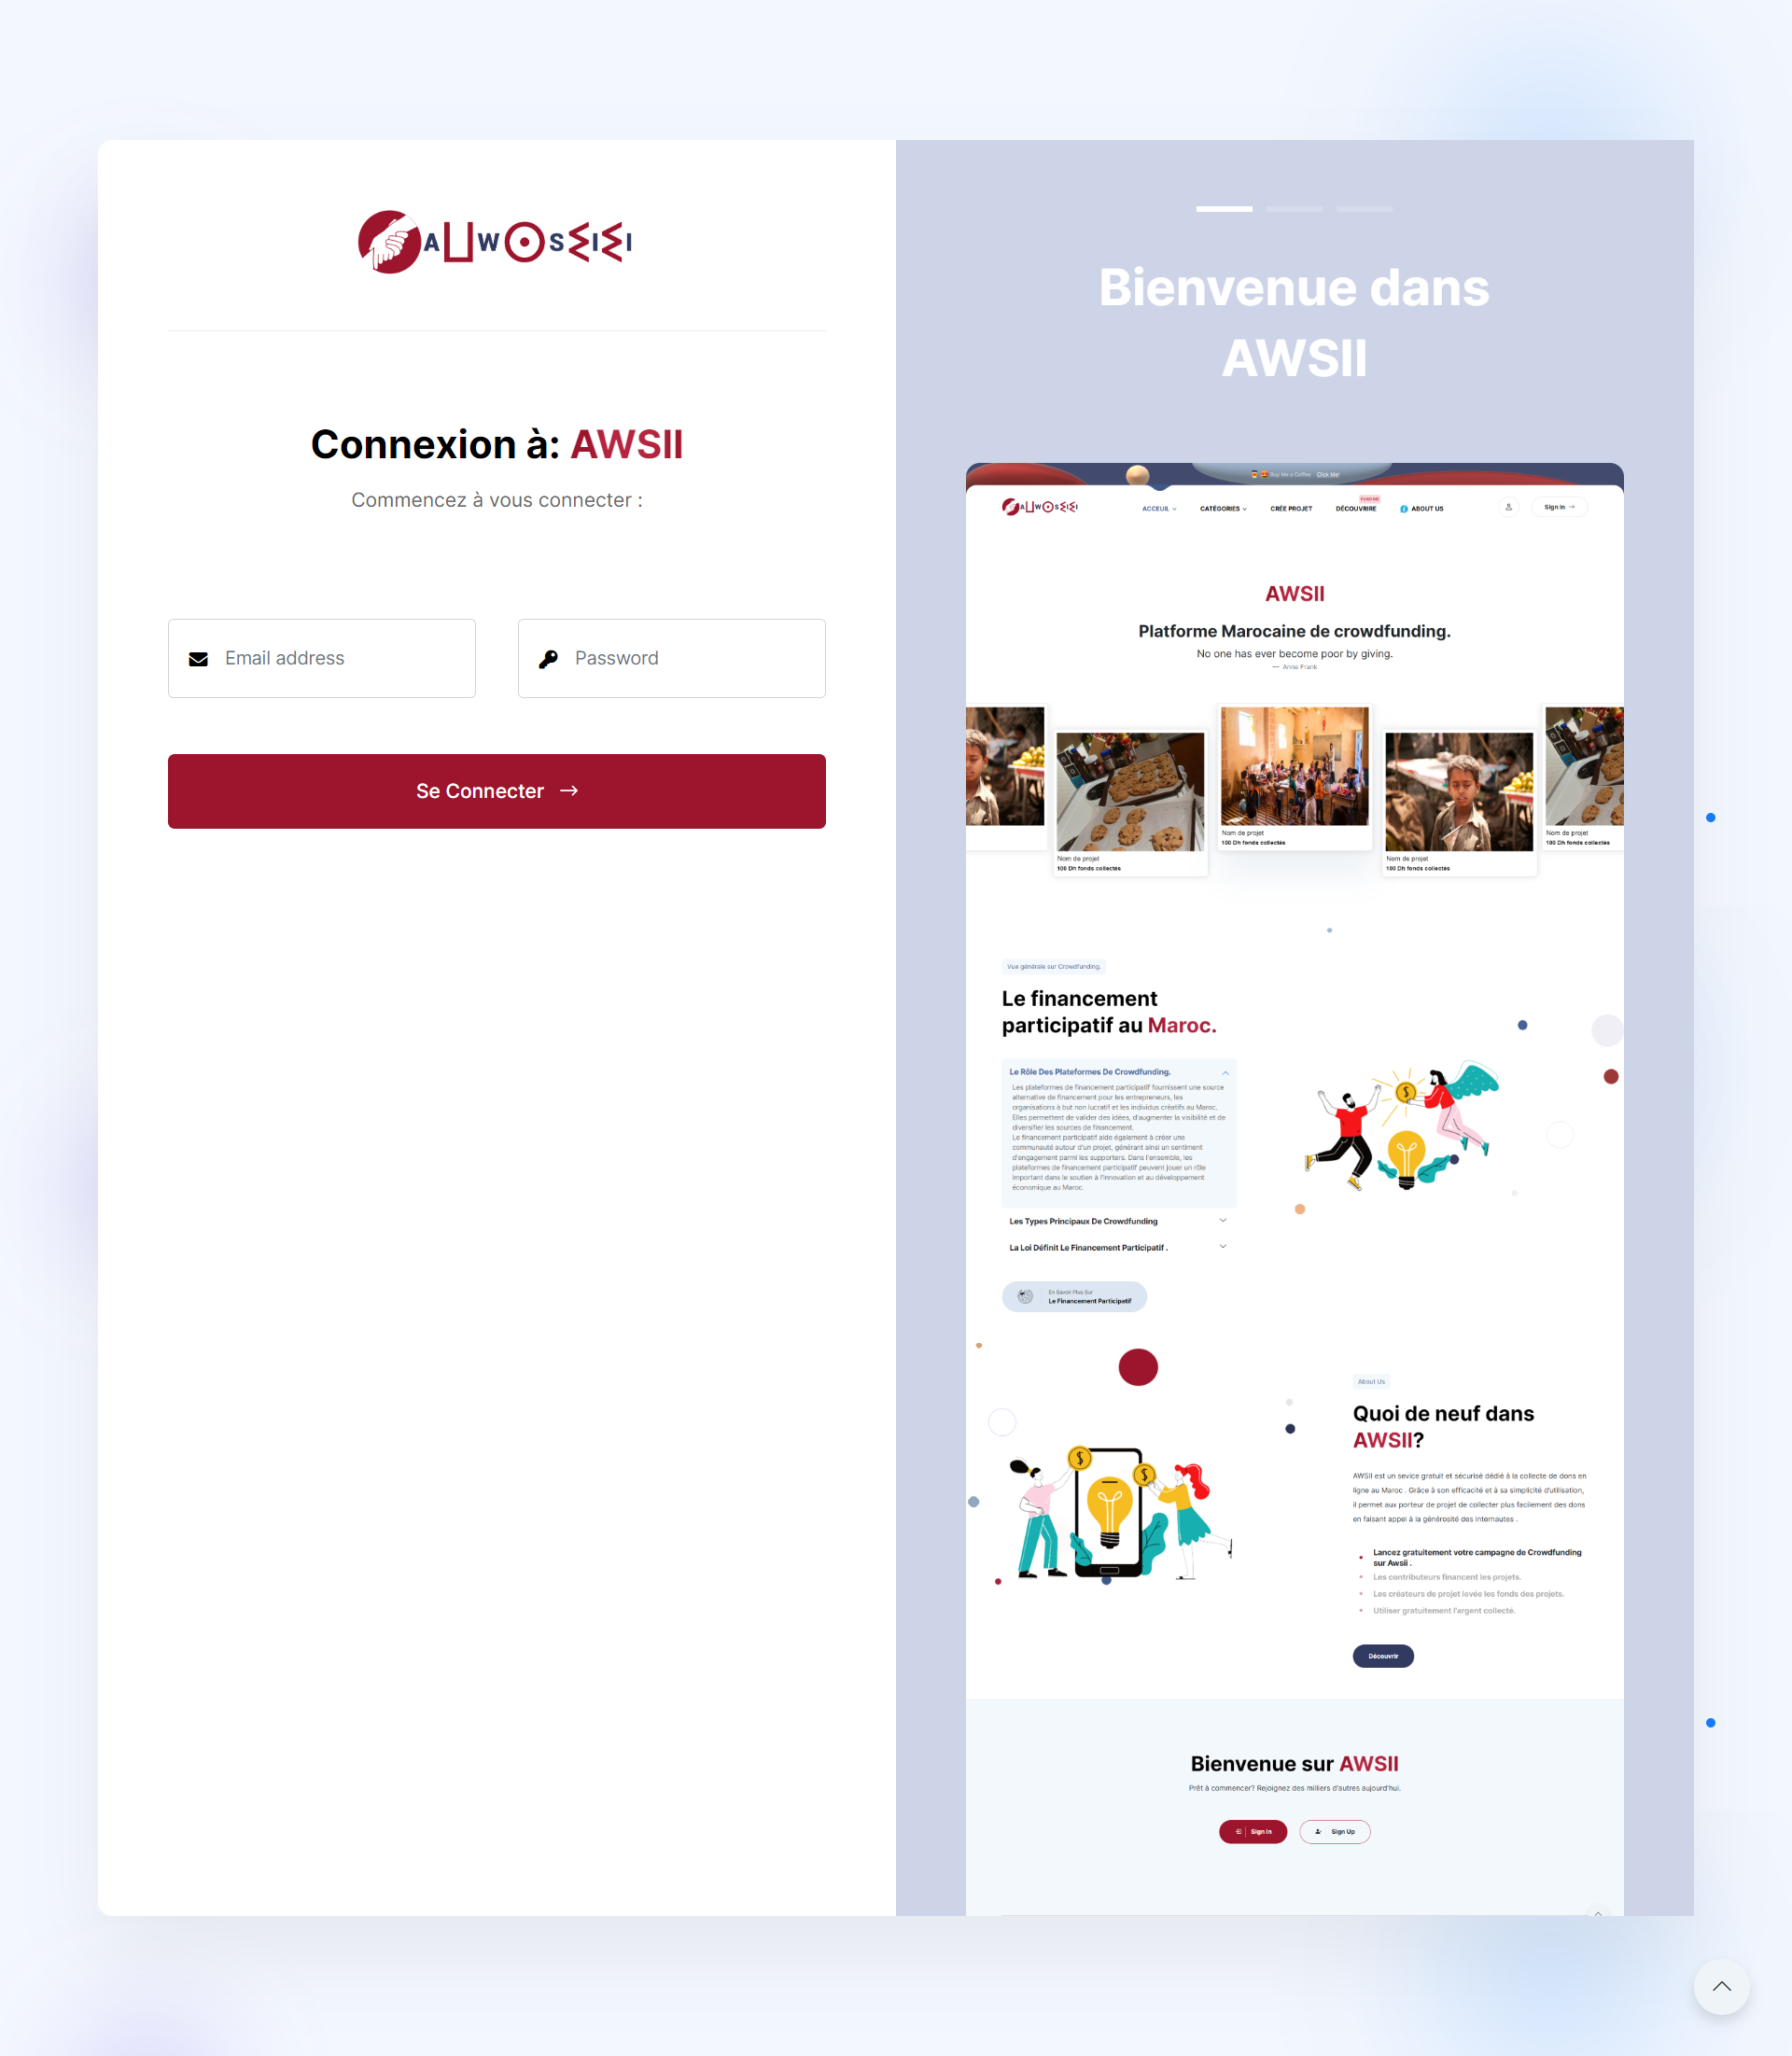 AⵡWⵙSⵉIⵉI
Connexion à: AWSII
Commencez à vous connecter :
Email address
Password
Se Connecter →
Bienvenue dans
AWSII
Buy Me a Coffee Click Me!
ACCEUIL
CATÉGORIES
CRÉE PROJET
FUND ME
DÉCOUVRIRE
ABOUT US
Sign In →
AWSII
Platforme Marocaine de crowdfunding.
No one has ever become poor by giving.
— Anne Frank
Nom de projet
100 Dh fonds collectés
Nom de projet
100 Dh fonds collectés
Nom de projet
100 Dh fonds collectés
Nom de projet
100 Dh fonds collectés
Vue générale sur Crowdfunding.
Le financement
participatif au Maroc.
Le Rôle Des Plateformes De Crowdfunding.
Les plateformes de financement participatif fournissent une source
alternative de financement pour les entrepreneurs, les
organisations à but non lucratif et les individus créatifs au Maroc.
Elles permettent de valider des idées, d'augmenter la visibilité et de
diversifier les sources de financement.
Le financement participatif aide également à créer une
communauté autour d'un projet, générant ainsi un sentiment
d'engagement parmi les supporters. Dans l'ensemble, les
plateformes de financement participatif peuvent jouer un rôle
important dans le soutien à l'innovation et au développement
économique au Maroc.
Les Types Principaux De Crowdfunding
La Loi Définit Le Financement Participatif .
En Savoir Plus Sur
Le Financement Participatif
About Us
Quoi de neuf dans
AWSII?
AWSII est un sevice gratuit et sécurisé dédié à la collecte de dons en
ligne au Maroc . Grâce à son efficacité et à sa simplicité d'utilisation,
il permet aux porteur de projet de collecter plus facilement des dons
en faisant appel à la générosité des internautes .
Lancez gratuitement votre campagne de Crowdfunding
sur Awsii .
Les contributeurs financent les projets.
Les créateurs de projet levée les fonds des projets.
Utiliser gratuitement l'argent collecté.
Découvrir
Bienvenue sur AWSII
Prêt à commencer? Rejoignez des milliers d'autres aujourd'hui.
Sign In
Sign Up